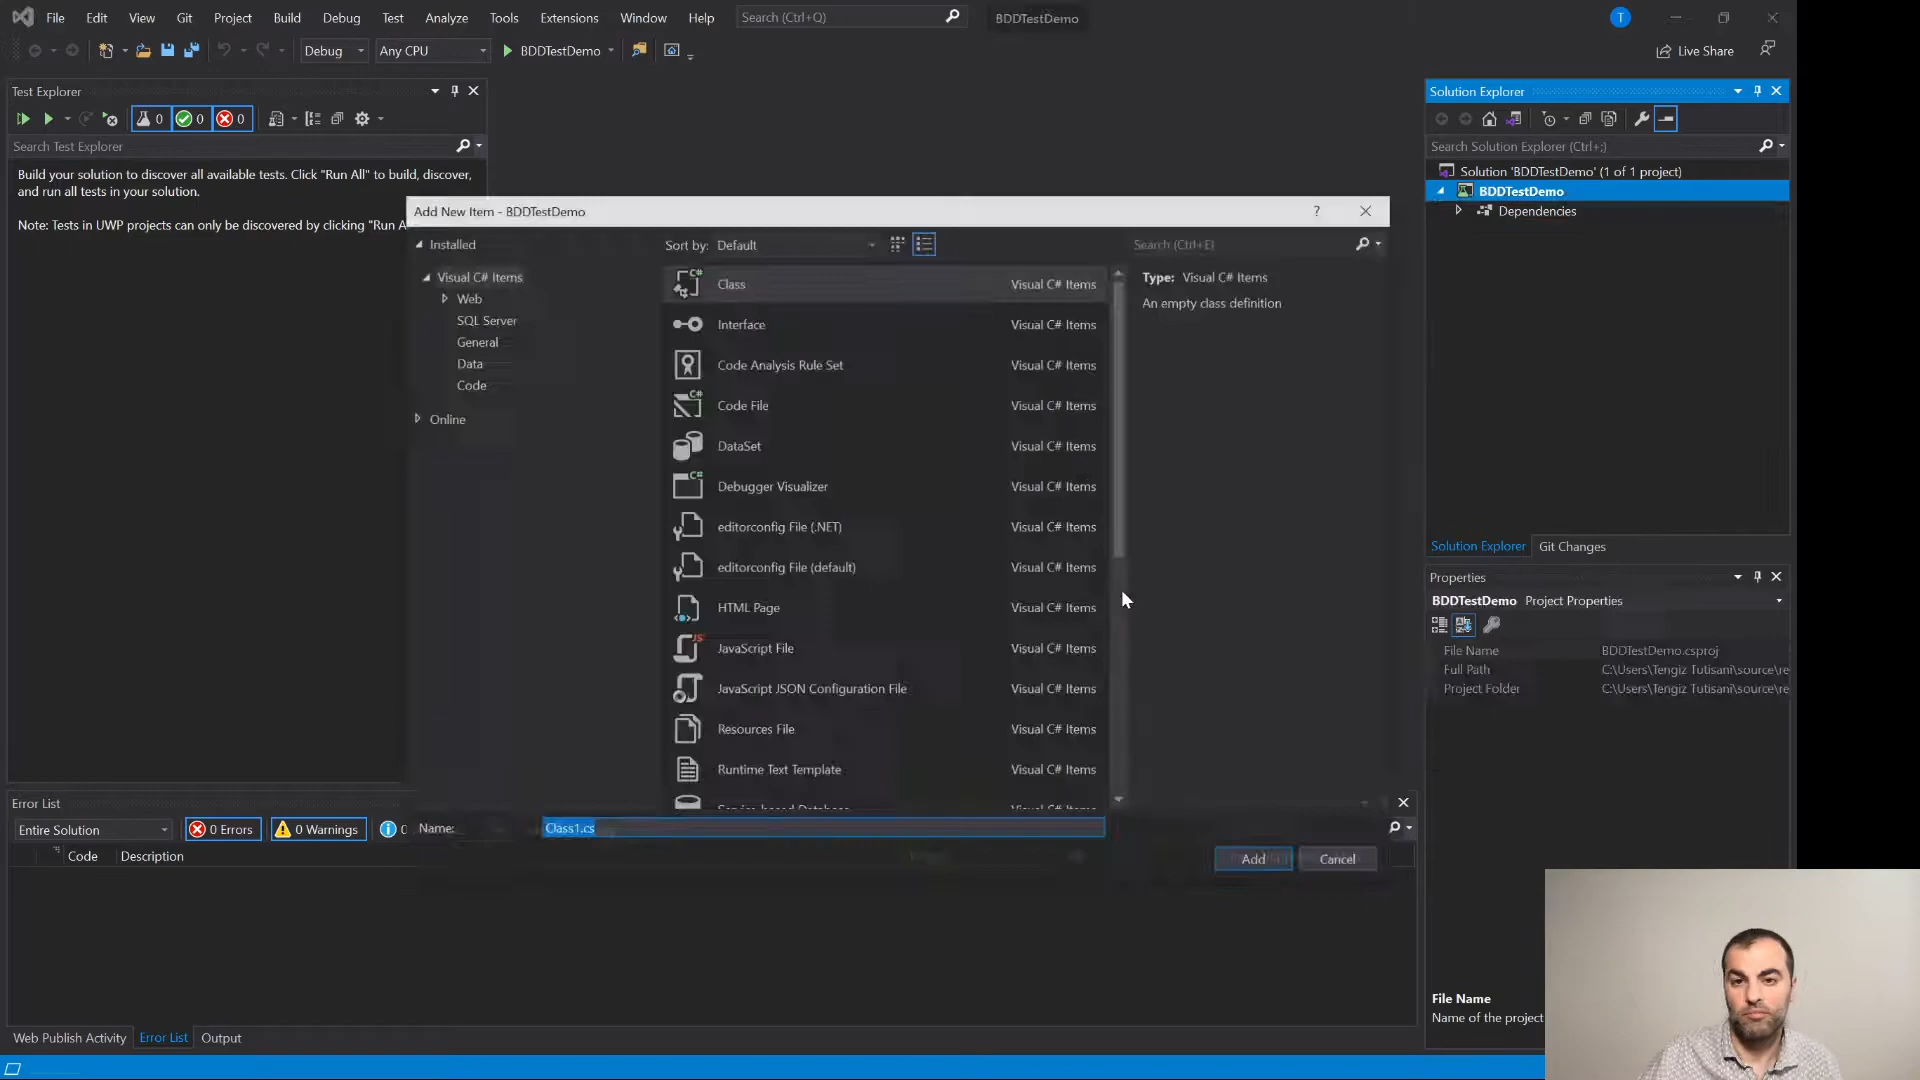 File Edit View Git Project Build Debug Test Analyze Tools Extensions Window Help Search (Ctrl+Q) BDDTestDemo T
Debug Any CPU BDDTestDemo Live Share
Test Explorer
0 0 0
Search Test Explorer
Build your solution to discover all available tests. Click "Run All" to build, discover,
and run all tests in your solution.
Note: Tests in UWP projects can only be discovered by clicking "Run A
Add New Item - BDDTestDemo ?
Installed
Visual C# Items
Web
SQL Server
General
Data
Code
Online
Sort by: Default
Search (Ctrl+E)
Class Visual C# Items
Interface Visual C# Items
Code Analysis Rule Set Visual C# Items
Code File Visual C# Items
DataSet Visual C# Items
Debugger Visualizer Visual C# Items
editorconfig File (.NET) Visual C# Items
editorconfig File (default) Visual C# Items
HTML Page Visual C# Items
JavaScript File Visual C# Items
JavaScript JSON Configuration File Visual C# Items
Resources File Visual C# Items
Runtime Text Template Visual C# Items
Service-based Database Visual C# Items
Type: Visual C# Items
An empty class definition
Name: Class1.cs
Add Cancel
Error List
Entire Solution 0 Errors 0 Warnings 0
Code Description
Web Publish Activity Error List Output
Solution Explorer
Search Solution Explorer (Ctrl+;)
Solution 'BDDTestDemo' (1 of 1 project)
BDDTestDemo
Dependencies
Solution Explorer Git Changes
Properties
BDDTestDemo Project Properties
File Name BDDTestDemo.csproj
Full Path C:\Users\Tengiz Tutisani\source\re
Project Folder C:\Users\Tengiz Tutisani\source\re
File Name
Name of the project